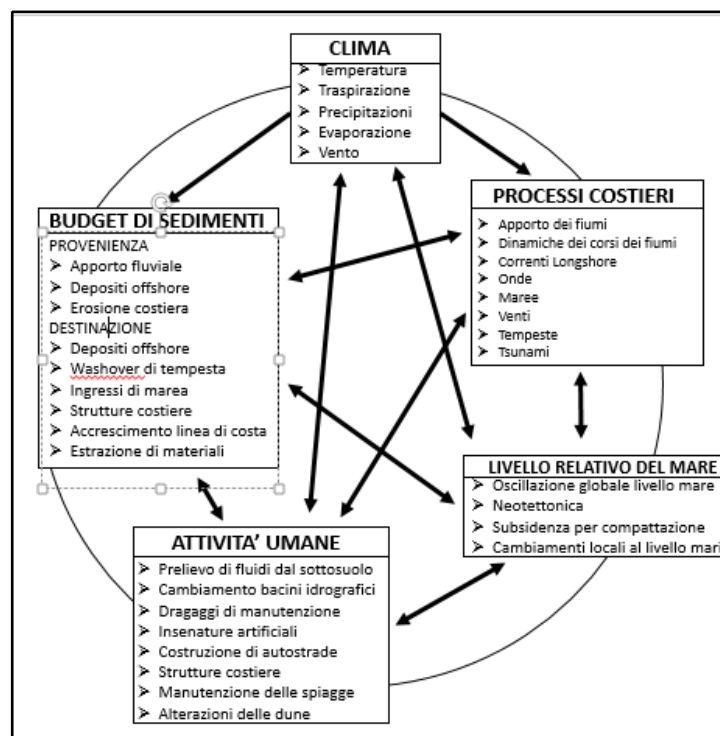 CLIMA
➢ Temperatura
➢ Traspirazione
➢ Precipitazioni
➢ Evaporazione
➢ Vento
BUDGET DI SEDIMENTI
PROVENIENZA
➢ Apporto fluviale
➢ Depositi offshore
➢ Erosione costiera
DESTINAZIONE
➢ Depositi offshore
➢ Washover di tempesta
➢ Ingressi di marea
➢ Strutture costiere
➢ Accrescimento linea di costa
➢ Estrazione di materiali
PROCESSI COSTIERI
➢ Apporto dei fiumi
➢ Dinamiche dei corsi dei fiumi
➢ Correnti Longshore
➢ Onde
➢ Maree
➢ Venti
➢ Tempeste
➢ Tsunami
LIVELLO RELATIVO DEL MARE
➢ Oscillazione globale livello mare
➢ Neotettonica
➢ Subsidenza per compattazione
➢ Cambiamenti locali al livello mari
ATTIVITA’ UMANE
➢ Prelievo di fluidi dal sottosuolo
➢ Cambiamento bacini idrografici
➢ Dragaggi di manutenzione
➢ Insenature artificiali
➢ Costruzione di autostrade
➢ Strutture costiere
➢ Manutenzione delle spiagge
➢ Alterazioni delle dune